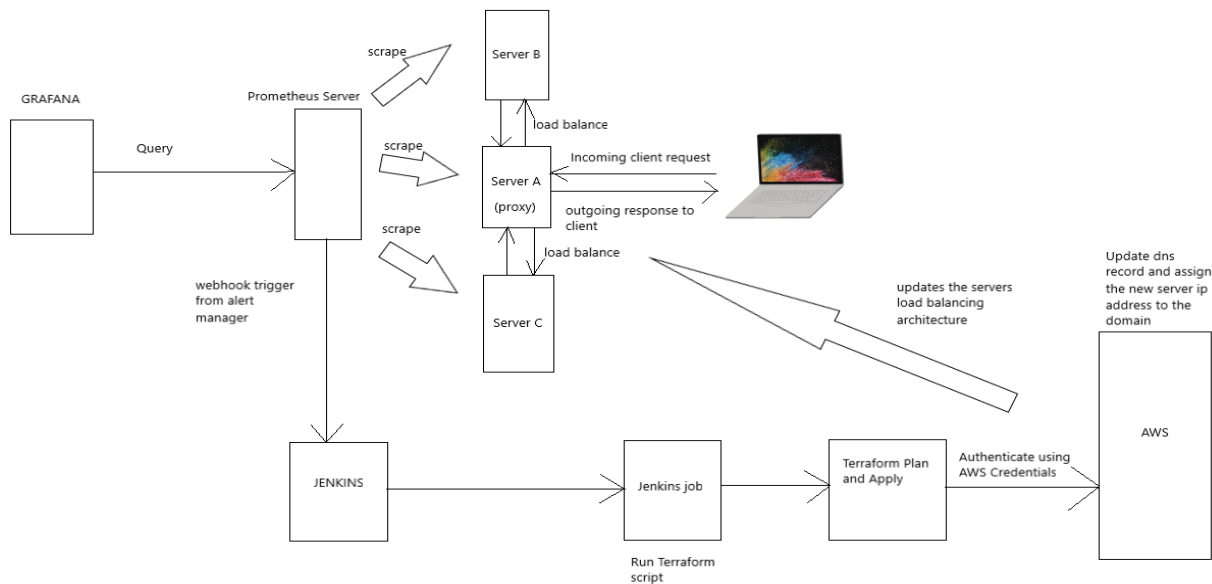 GRAFANA
Query
Prometheus Server
scrape
scrape
scrape
Server B
load balance
Server A
(proxy)
load balance
Server C
Incoming client request
outgoing response to
client
webhook trigger
from alert
manager
updates the servers
load balancing
architecture
Update dns
record and assign
the new server ip
address to the
domain
AWS
JENKINS
Jenkins job
Run Terraform
script
Terraform Plan
and Apply
Authenticate using
AWS Credentials